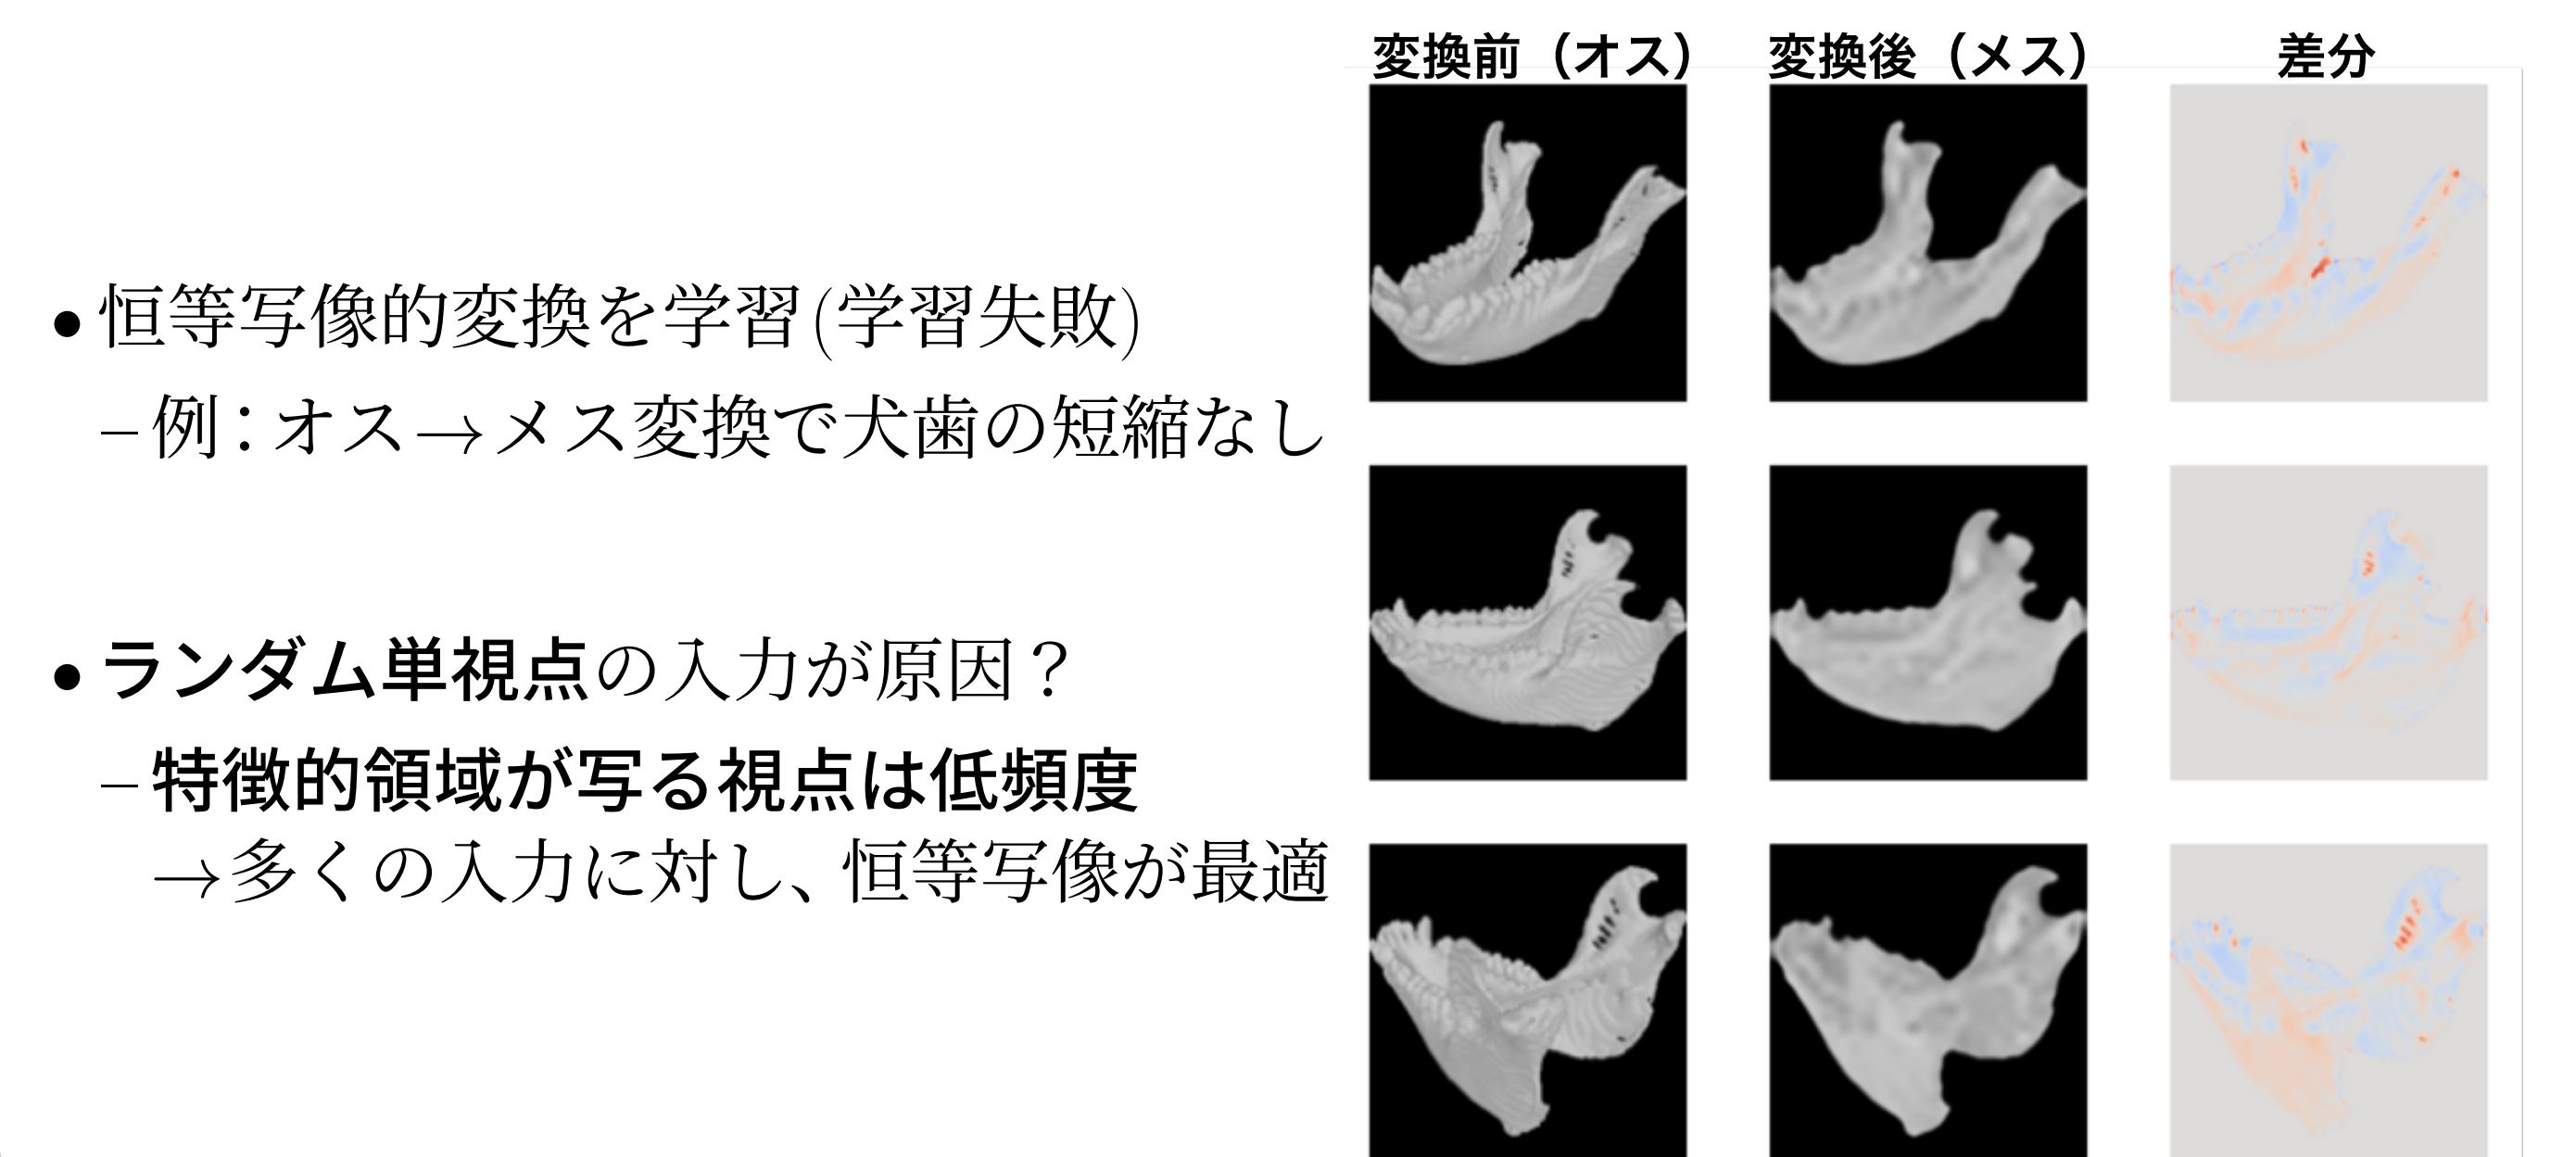 変換前（オス） 変換後（メス） 差分
●恒等写像的変換を学習(学習失敗)
–例：オス→メス変換で犬歯の短縮なし
●ランダム単視点の入力が原因？
–特徴的領域が写る視点は低頻度
→多くの入力に対し、恒等写像が最適